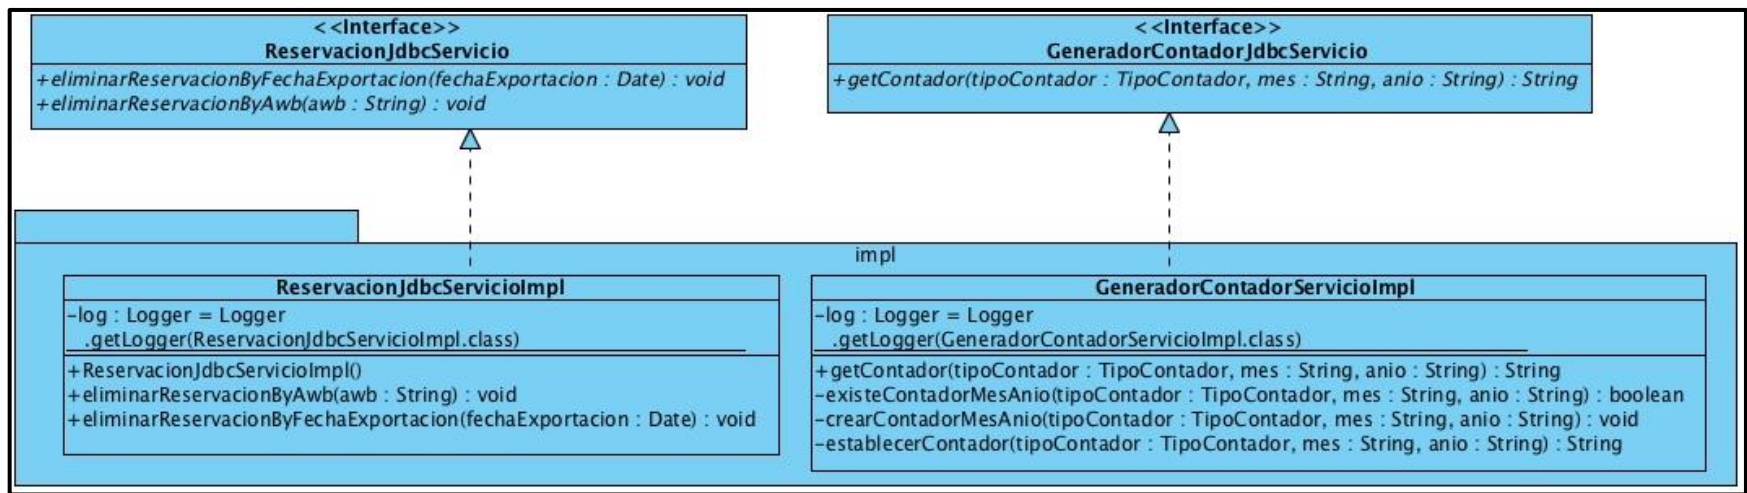 <<Interface>>
ReservacionJdbcServicio
+eliminarReservacionByFechaExportacion(fechaExportacion : Date) : void
+eliminarReservacionByAwb(awb : String) : void
<<Interface>>
GeneradorContadorJdbcServicio
+getContador(tipoContador : TipoContador, mes : String, anio : String) : String
impl
ReservacionJdbcServicioImpl
-log : Logger = Logger
.getLogger(ReservacionJdbcServicioImpl.class)
+ReservacionJdbcServicioImpl()
+eliminarReservacionByAwb(awb : String) : void
+eliminarReservacionByFechaExportacion(fechaExportacion : Date) : void
GeneradorContadorServicioImpl
-log : Logger = Logger
.getLogger(GeneradorContadorServicioImpl.class)
+getContador(tipoContador : TipoContador, mes : String, anio : String) : String
-existeContadorMesAnio(tipoContador : TipoContador, mes : String, anio : String) : boolean
-crearContadorMesAnio(tipoContador : TipoContador, mes : String, anio : String) : void
-establecerContador(tipoContador : TipoContador, mes : String, anio : String) : String